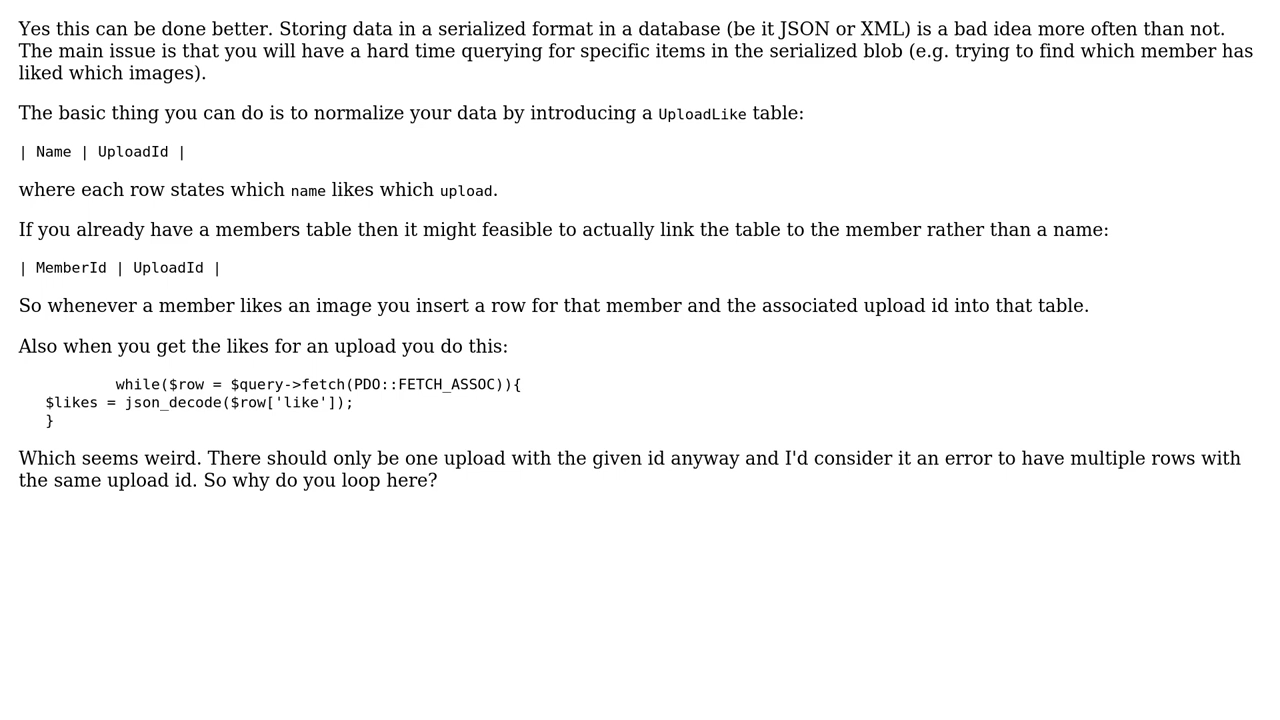 Yes this can be done better. Storing data in a serialized format in a database (be it JSON or XML) is a bad idea more often than not.
The main issue is that you will have a hard time querying for specific items in the serialized blob (e.g. trying to find which member has
liked which images).
The basic thing you can do is to normalize your data by introducing a UploadLike table:
| Name | UploadId |
where each row states which name likes which upload.
If you already have a members table then it might feasible to actually link the table to the member rather than a name:
| MemberId | UploadId |
So whenever a member likes an image you insert a row for that member and the associated upload id into that table.
Also when you get the likes for an upload you do this:
        while($row = $query->fetch(PDO::FETCH_ASSOC)){
$likes = json_decode($row['like']);
}
Which seems weird. There should only be one upload with the given id anyway and I'd consider it an error to have multiple rows with
the same upload id. So why do you loop here?